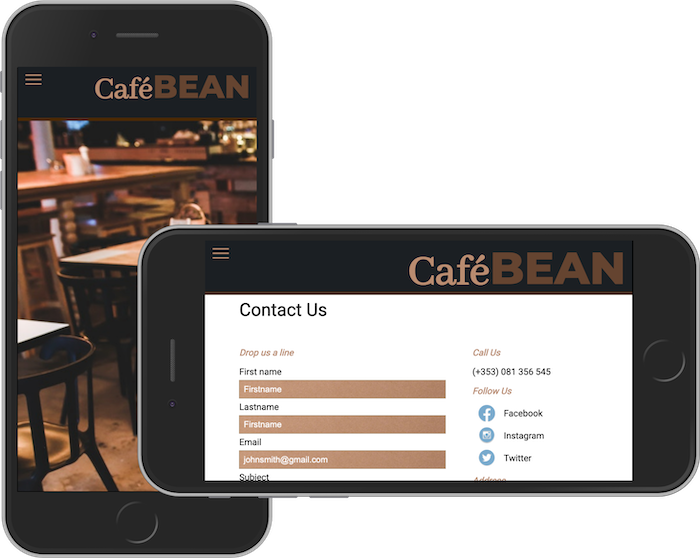 CaféBEAN
CaféBEAN
Contact Us
Drop us a line
First name
Firstname
Lastname
Firstname
Email
johnsmith@gmail.com
Subject
Call Us
(+353) 081 356 545
Follow Us
Facebook
Instagram
Twitter
Address